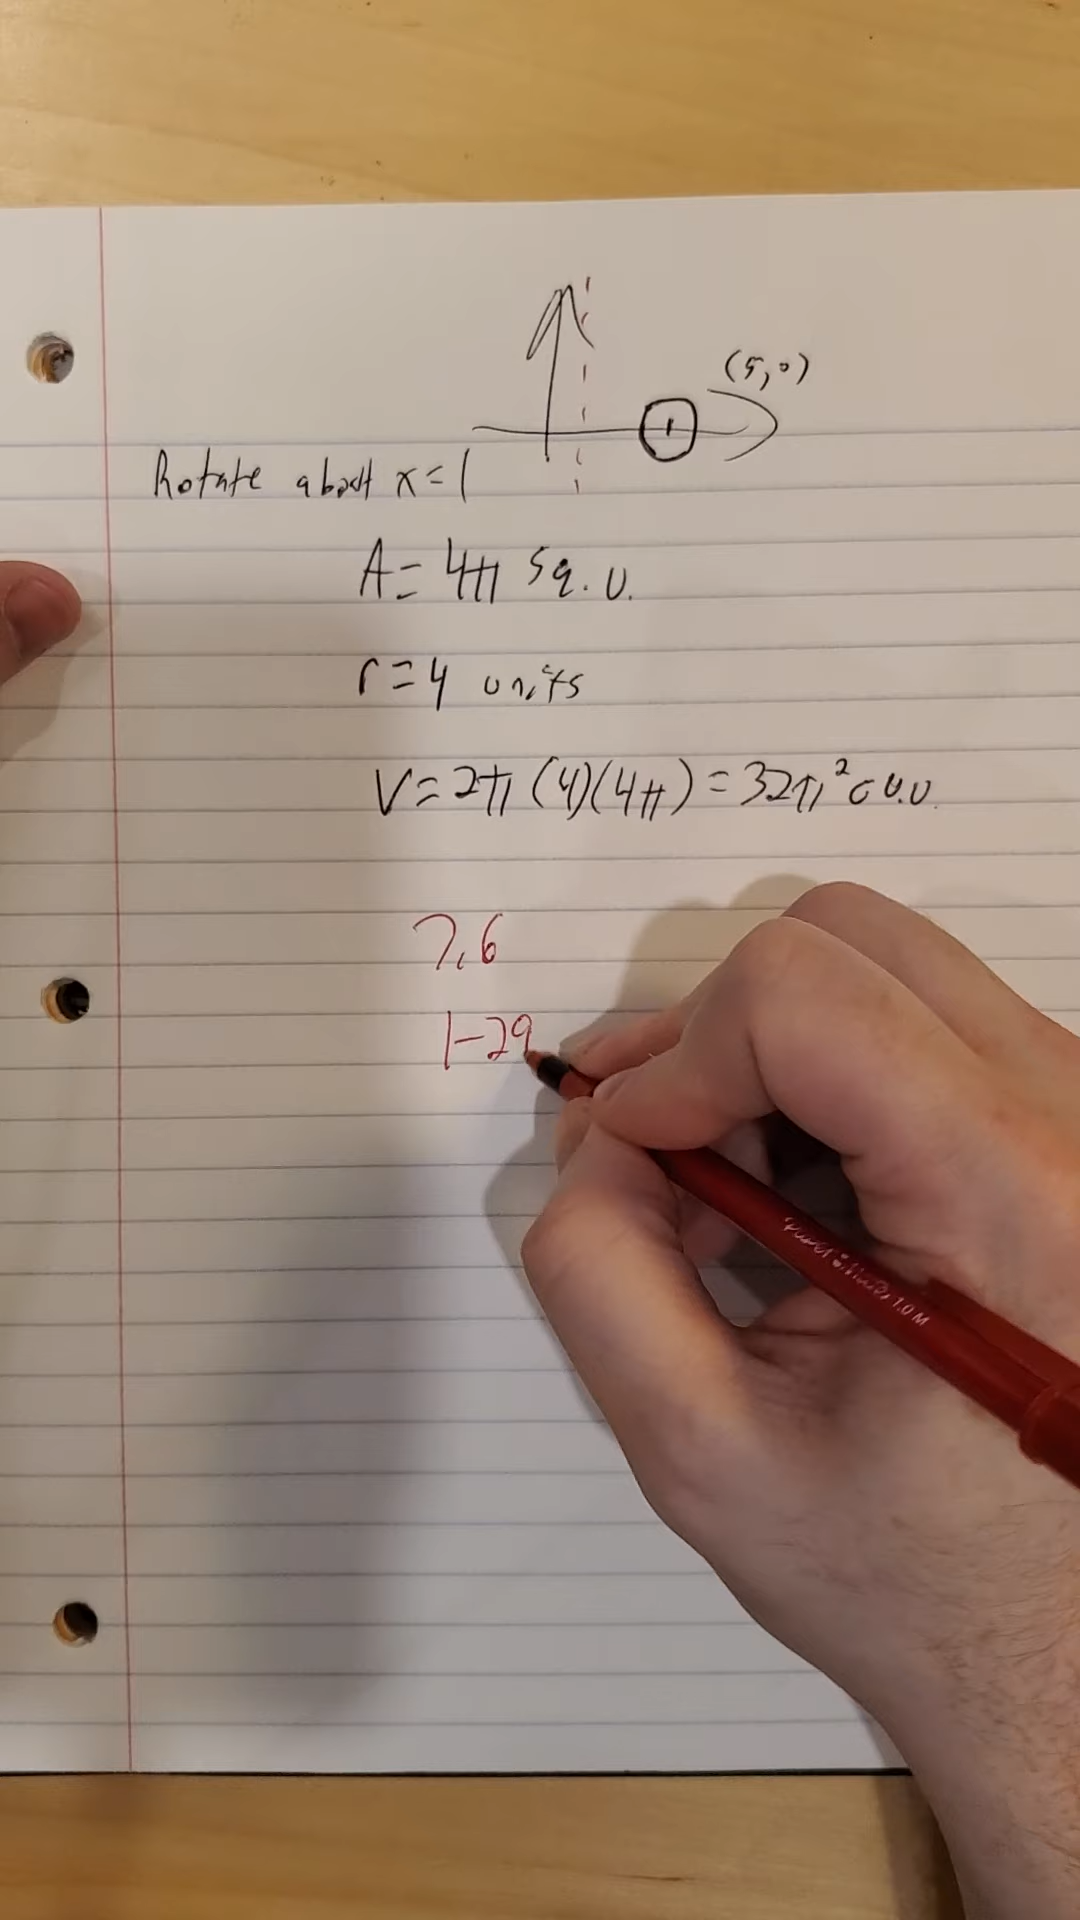 (5,0)
Rotate about x=1
A=4π sq. u.
r=4 units
V=2π(4)(4π)=32π² cu.u.
7.6
1-29
1.0 M